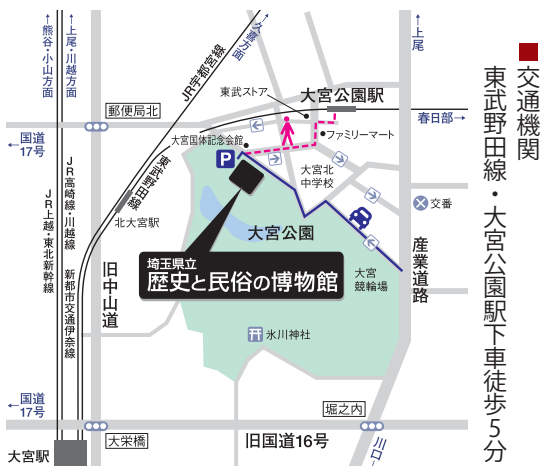 ■交通機関
東武野田線・大宮公園駅下車徒歩5分
↑上尾・川越方面
↑熊谷・小山方面
JR宇都宮線
↑久喜方面
↑上尾
東武ストア
大宮公園駅
郵便局北
春日部→
←国道
17号
大宮国体記念会館
ファミリーマート
P
大宮北
中学校
東武野田線
JR高崎線・川越線
JR上越・東北新幹線
北大宮駅
交番
大宮公園
埼玉県立
歴史と民俗の博物館
産業道路
旧中山道
新都市交通伊奈線
大宮
競輪場
氷川神社
←国道
17号
堀之内
大栄橋
旧国道16号
大宮駅
川口↓